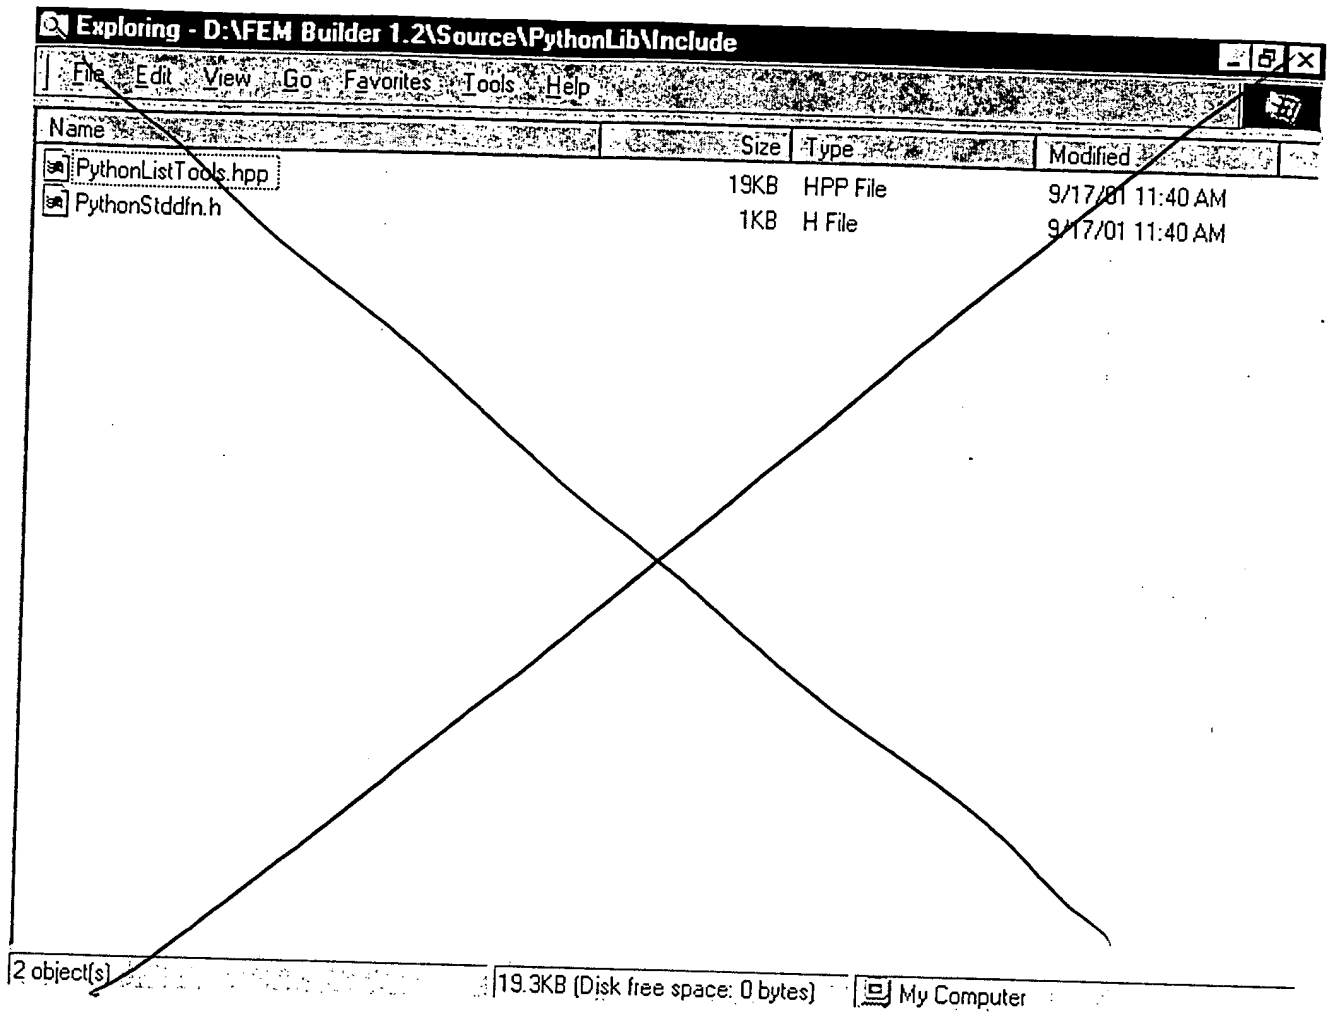 Exploring - D:\FEM Builder 1.2\Source\PythonLib\Include
File Edit View Go Favorites Tools Help
Name Size Type Modified
PythonListTools.hpp 19KB HPP File 9/17/01 11:40 AM
PythonStddfn.h 1KB H File 9/17/01 11:40 AM
2 object(s) 19.3KB (Disk free space: 0 bytes) My Computer